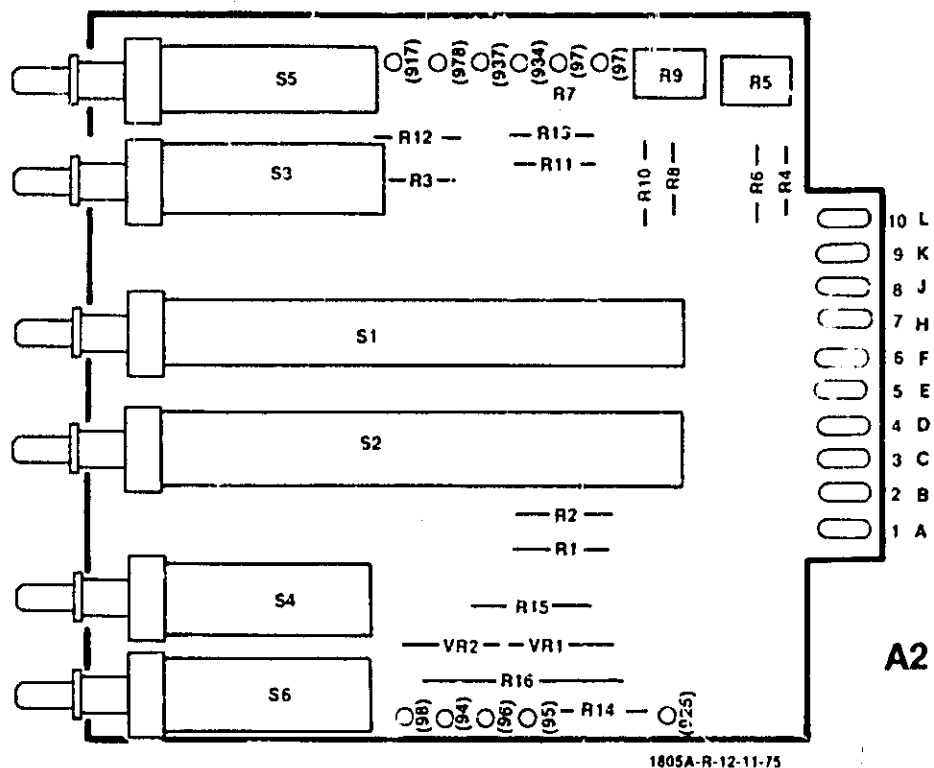 S5
(917)
(978)
(937)
(934)
(97)
(97)
R7
R9
R5
R12
R11
S3
R3
R10
R8
R6
R4
10 L
9 K
8 J
7 H
6 F
5 E
4 D
3 C
2 B
1 A
S1
S2
R2
R1
S4
R15
VR2
VR1
A2
S6
R16
(98)
(94)
(96)
(95)
R14
1805A-R-12-11-75